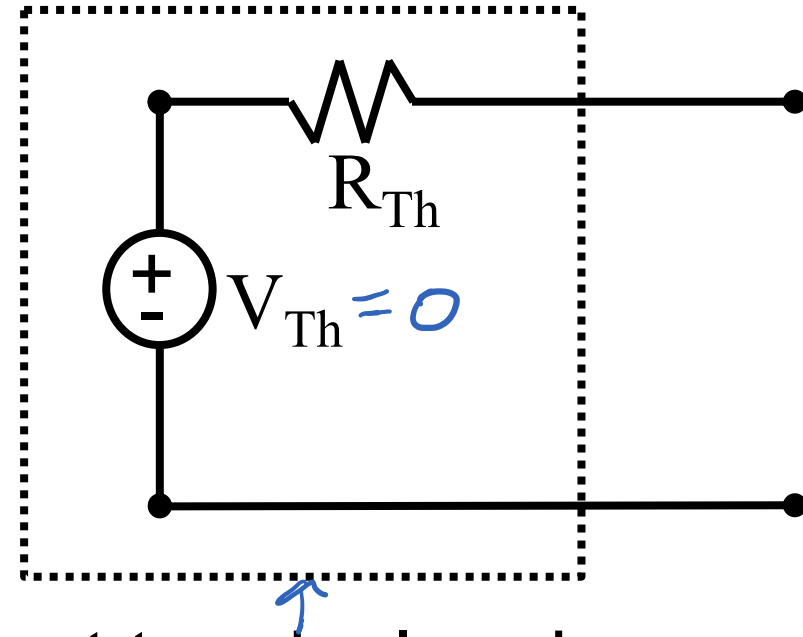 R_Th
+
-
V_Th = 0